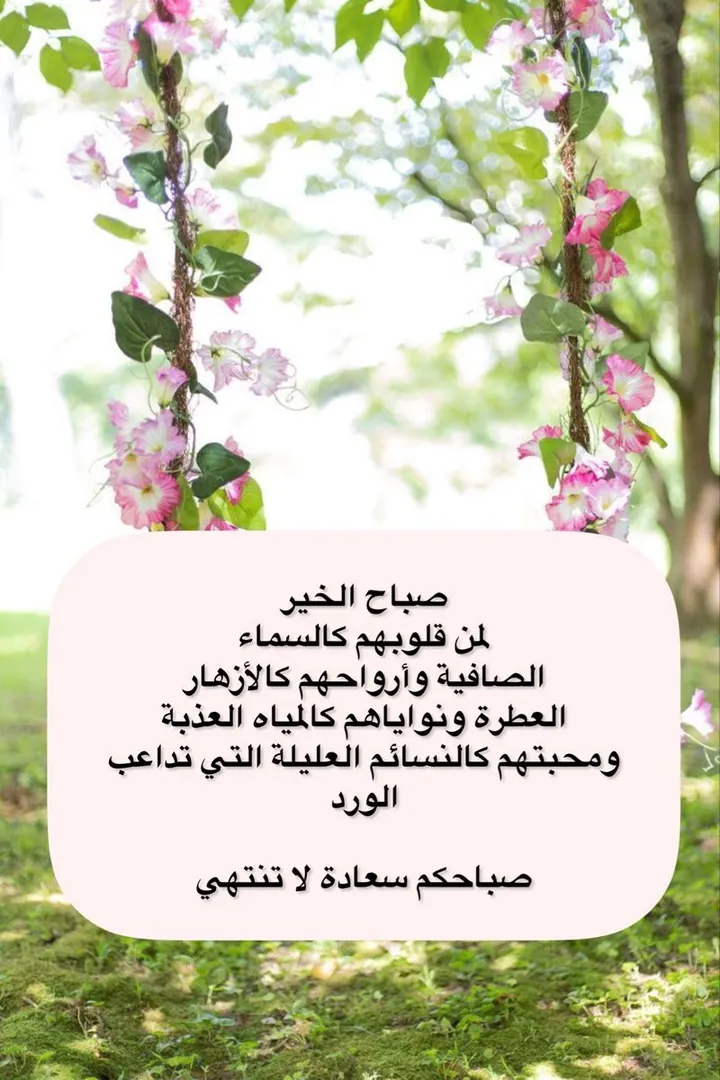 صباح الخير
لمن قلوبهم كالسماء
الصافية وأرواحهم كالأزهار
العطرة ونواياهم كالمياه العذبة
ومحبتهم كالنسائم العليلة التي تداعب
الورد
صباحكم سعادة لا تنتهي